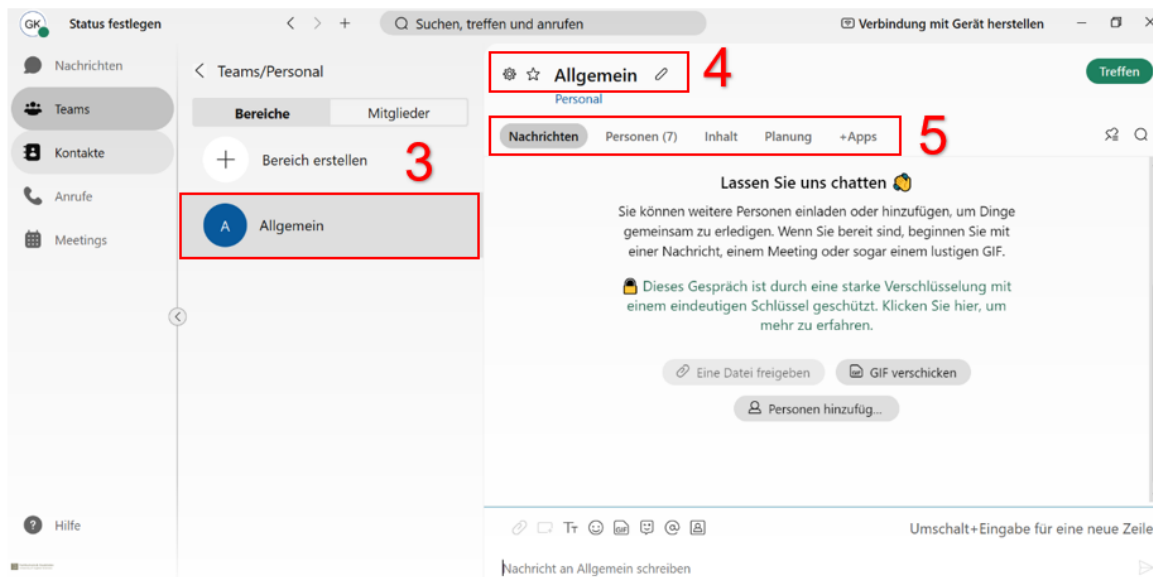 GK Status festlegen
Suchen, treffen und anrufen
Verbindung mit Gerät herstellen
Nachrichten
Teams
Kontakte
Anrufe
Meetings
Hilfe
Teams/Personal
Bereiche Mitglieder
Bereich erstellen
3
A Allgemein
Allgemein
4
Personal
Treffen
Nachrichten Personen (7) Inhalt Planung +Apps
5
Lassen Sie uns chatten
Sie können weitere Personen einladen oder hinzufügen, um Dinge
gemeinsam zu erledigen. Wenn Sie bereit sind, beginnen Sie mit
einer Nachricht, einem Meeting oder sogar einem lustigen GIF.
Dieses Gespräch ist durch eine starke Verschlüsselung mit
einem eindeutigen Schlüssel geschützt. Klicken Sie hier, um
mehr zu erfahren.
Eine Datei freigeben
GIF verschicken
Personen hinzufüg...
Umschalt+Eingabe für eine neue Zeile
Nachricht an Allgemein schreiben